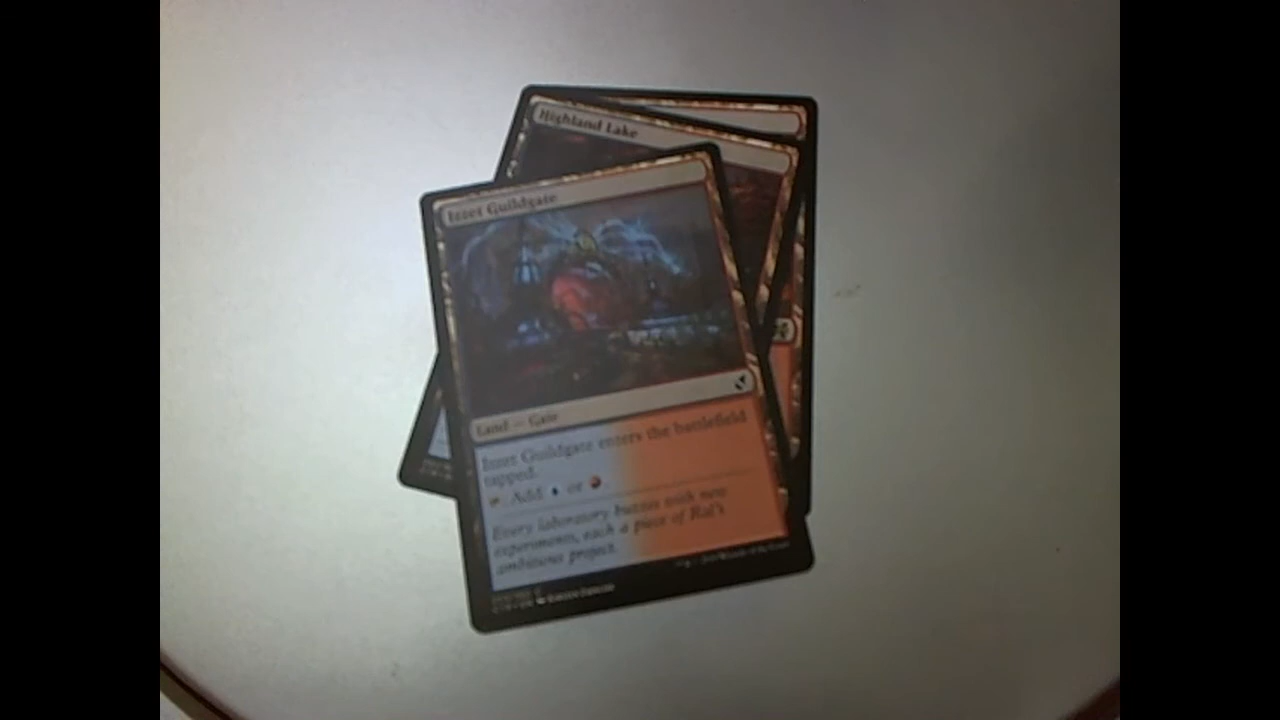 Highland Lake
Izzet Guildgate
Land — Gate
Izzet Guildgate enters the battlefield
tapped.
: Add or
Every laboratory buzzes with new
experiments, each a piece of Ral's
ambitious project.